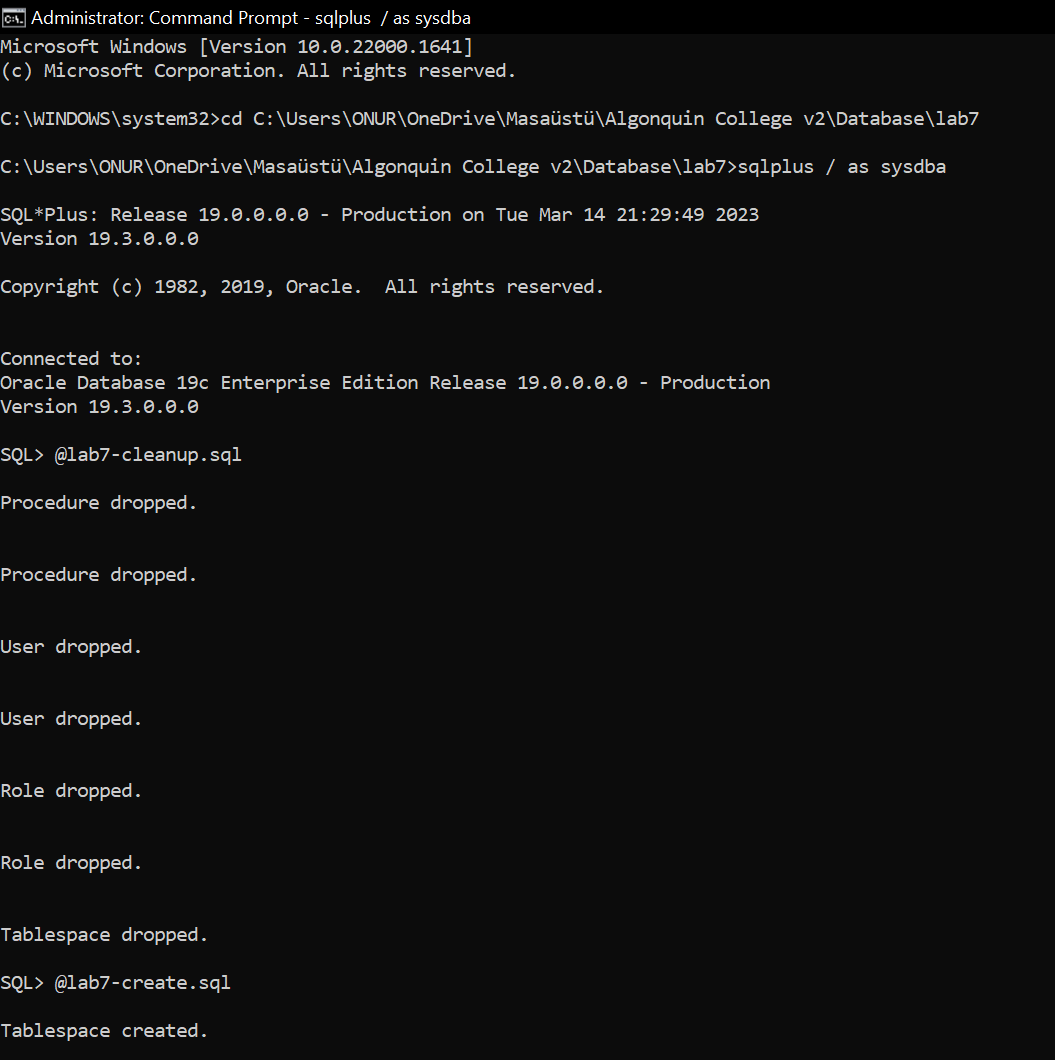 Administrator: Command Prompt - sqlplus  / as sysdba
Microsoft Windows [Version 10.0.22000.1641]
(c) Microsoft Corporation. All rights reserved.
C:\WINDOWS\system32>cd C:\Users\ONUR\OneDrive\Masaüstü\Algonquin College v2\Database\lab7
C:\Users\ONUR\OneDrive\Masaüstü\Algonquin College v2\Database\lab7>sqlplus / as sysdba
SQL*Plus: Release 19.0.0.0.0 - Production on Tue Mar 14 21:29:49 2023
Version 19.3.0.0.0
Copyright (c) 1982, 2019, Oracle.  All rights reserved.
Connected to:
Oracle Database 19c Enterprise Edition Release 19.0.0.0.0 - Production
Version 19.3.0.0.0
SQL> @lab7-cleanup.sql
Procedure dropped.
Procedure dropped.
User dropped.
User dropped.
Role dropped.
Role dropped.
Tablespace dropped.
SQL> @lab7-create.sql
Tablespace created.